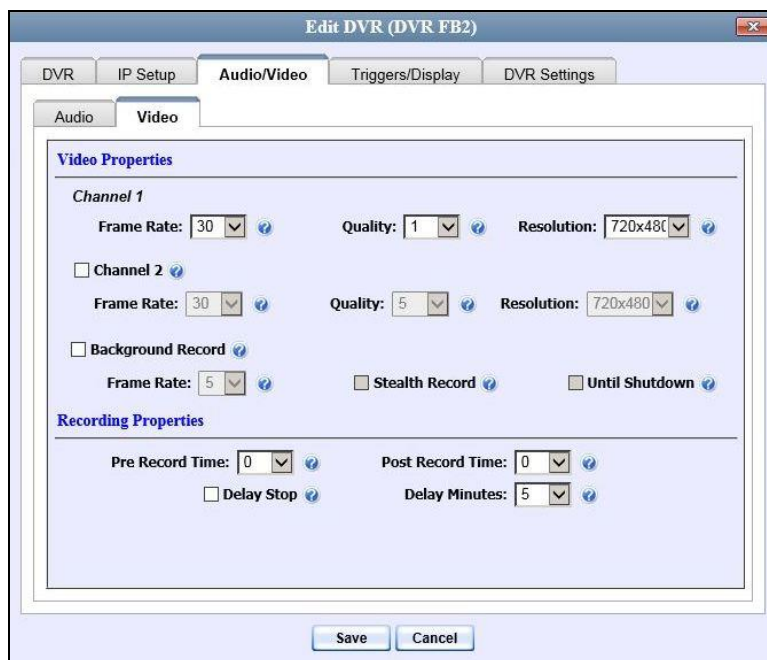 Edit DVR (DVR FB2)
DVR IP Setup Audio/Video Triggers/Display DVR Settings
Audio Video
Video Properties
Channel 1
Frame Rate: 30 Quality: 1 Resolution: 720x480
Channel 2
Frame Rate: 30 Quality: 5 Resolution: 720x480
Background Record
Frame Rate: 5 Stealth Record Until Shutdown
Recording Properties
Pre Record Time: 0 Post Record Time: 0
Delay Stop Delay Minutes: 5
Save Cancel